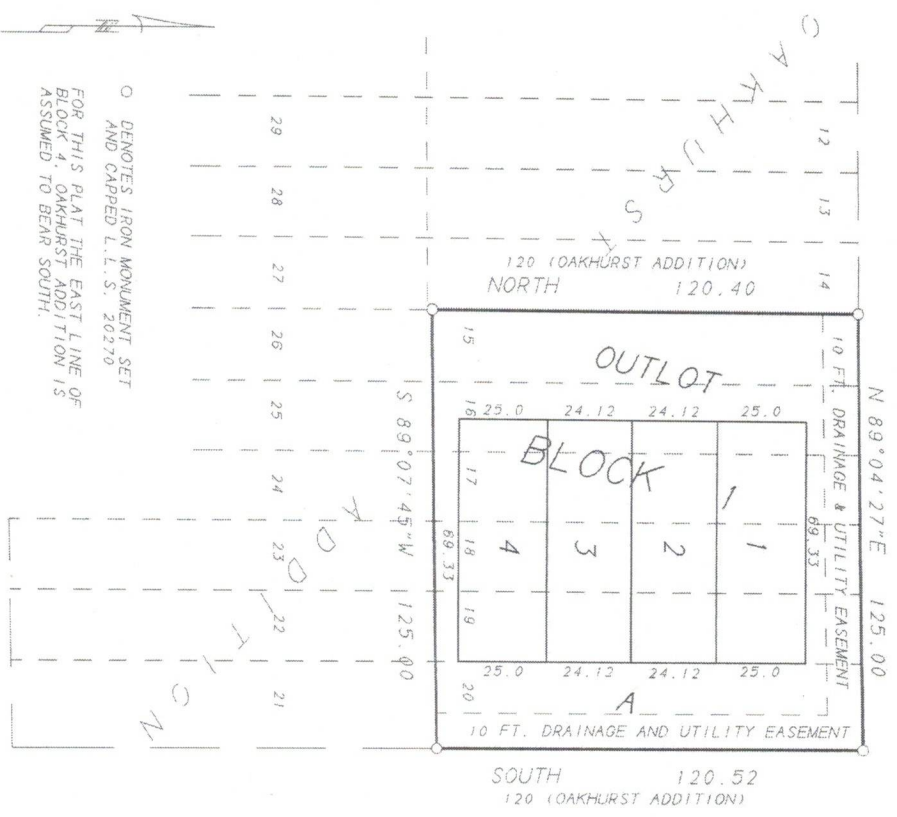 OAKHURST
ADDITION
12
13
14
29
28
27
26
25
24
23
22
21
120 (OAKHURST ADDITION)
NORTH 120.40
15
16
17
18
19
20
OUTLOT
A
25.0 24.12 24.12 25.0
BLOCK
1
4
3
2
1
69.33
69.33
25.0 24.12 24.12 25.0
10 FT. DRAINAGE & UTILITY EASEMENT
N 89°04'27"E 125.00
S 89°07'45"W 125.00
10 FT. DRAINAGE AND UTILITY EASEMENT
SOUTH 120.52
120 (OAKHURST ADDITION)
O DENOTES IRON MONUMENT SET
AND CAPPED L.L.S. 20270
FOR THIS PLAT THE EAST LINE OF
BLOCK 4, OAKHURST ADDITION IS
ASSUMED TO BEAR SOUTH.